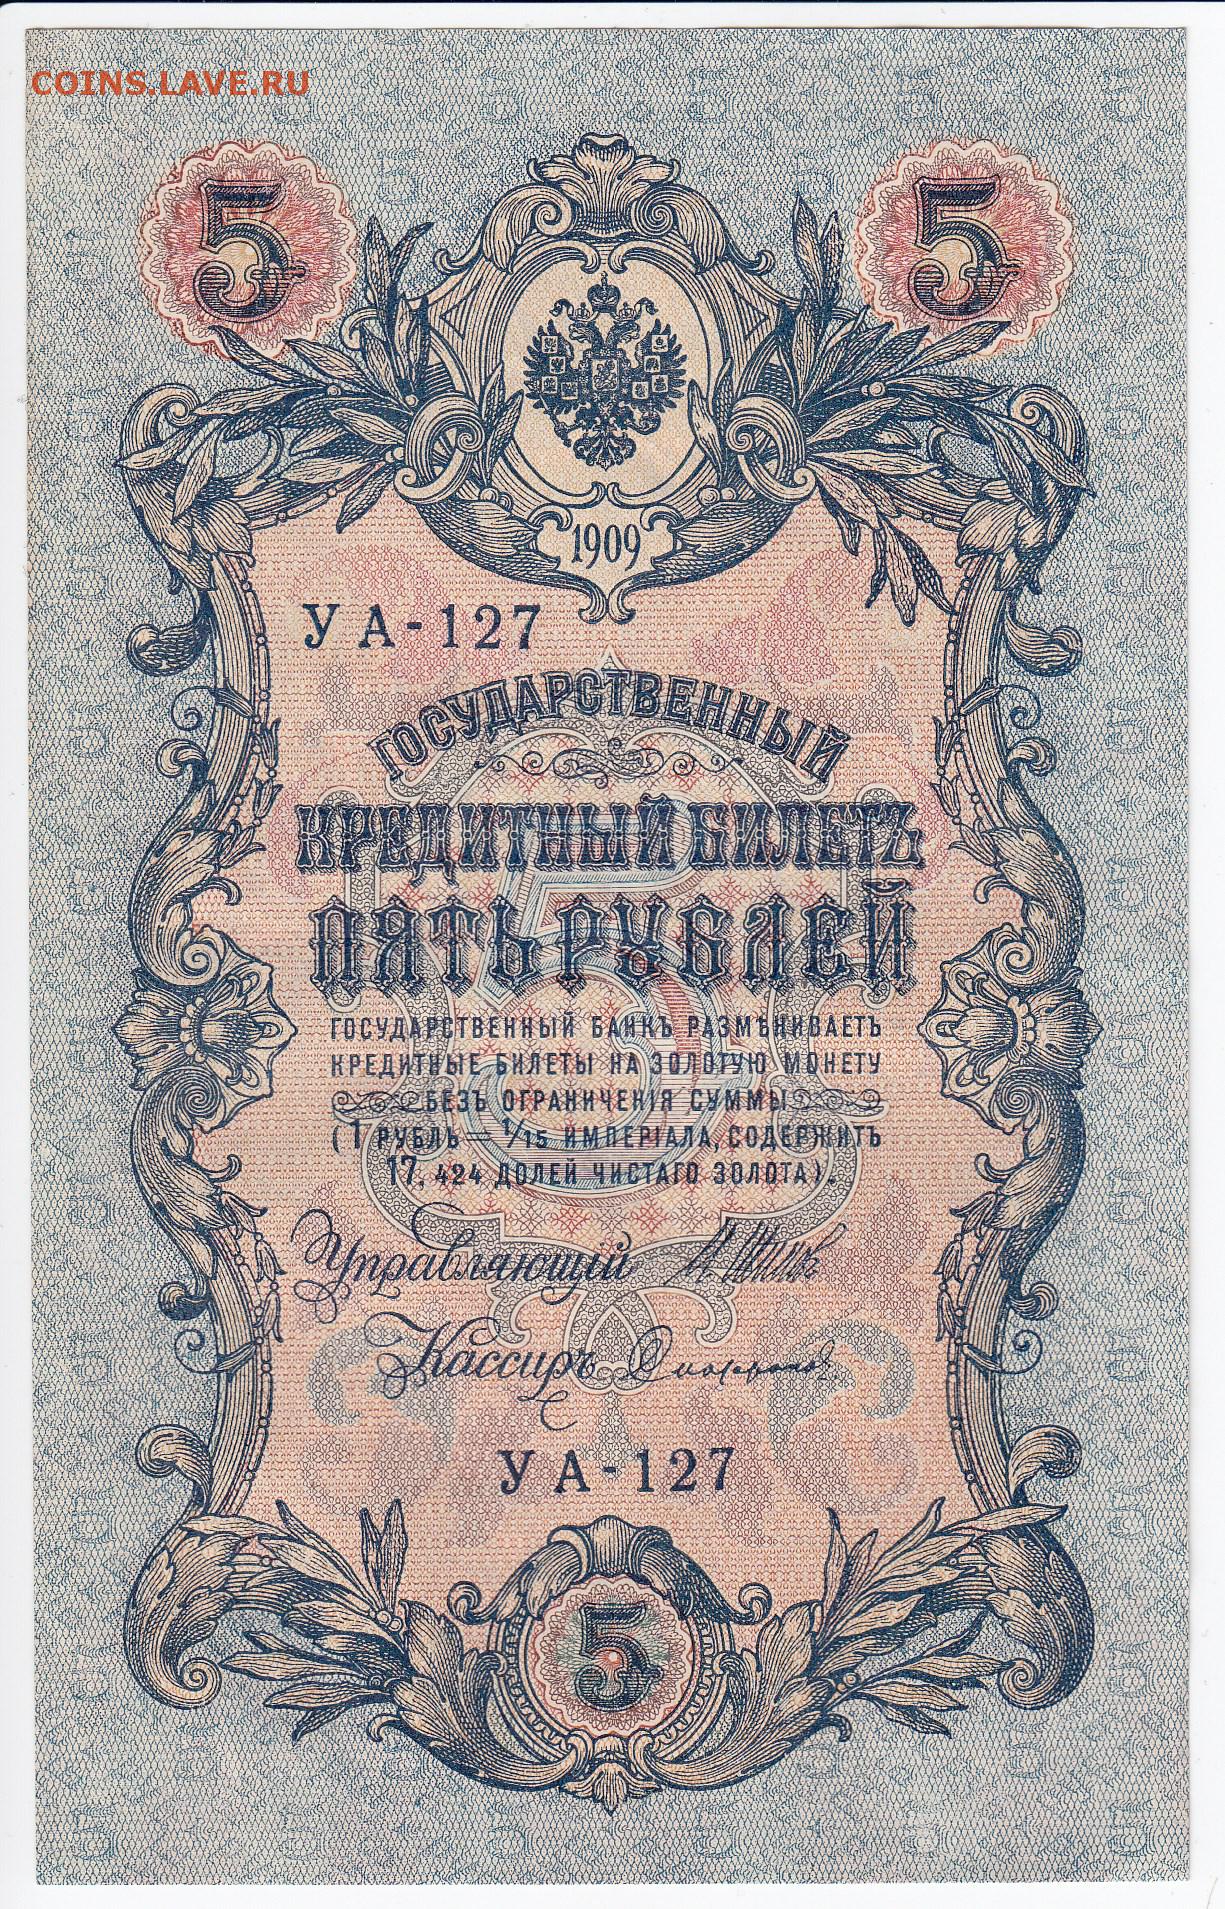 COINS.LAVE.RU
5 5
1909
УА-127
ГОСУДАРСТВЕННЫЙ
КРЕДИТНЫЙ БИЛЕТЪ
ПЯТЬ РУБЛЕЙ
ГОСУДАРСТВЕННЫЙ БАНКЪ РАЗМѢНИВАЕТЪ
КРЕДИТНЫЕ БИЛЕТЫ НА ЗОЛОТУЮ МОНЕТУ
БЕЗЪ ОГРАНИЧЕНІЯ СУММЫ
(1 РУБЛЬ = 1/15 ИМПЕРІАЛА, СОДЕРЖИТЪ
17,424 ДОЛЕЙ ЧИСТАГО ЗОЛОТА).
Управляющій
Кассиръ
УА-127
5